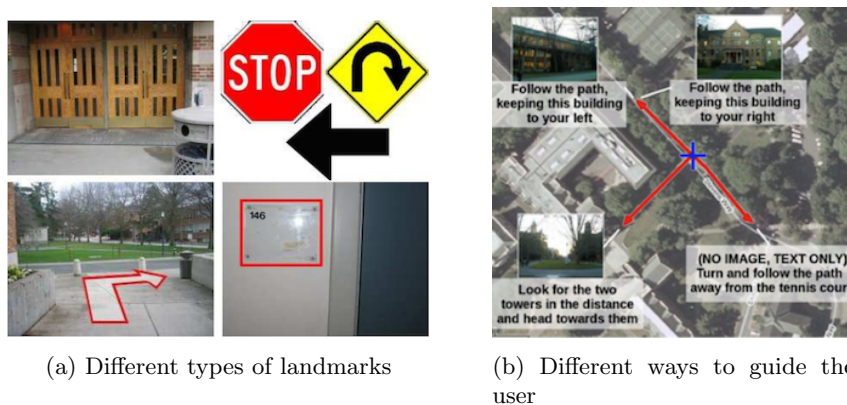 STOP
146
(a) Different types of landmarks
Follow the path,
keeping this building
to your left
Follow the path,
keeping this building
to your right
Look for the two
towers in the distance
and head towards them
(NO IMAGE, TEXT ONLY)
Turn and follow the path
away from the tennis cour
(b) Different ways to guide the
user